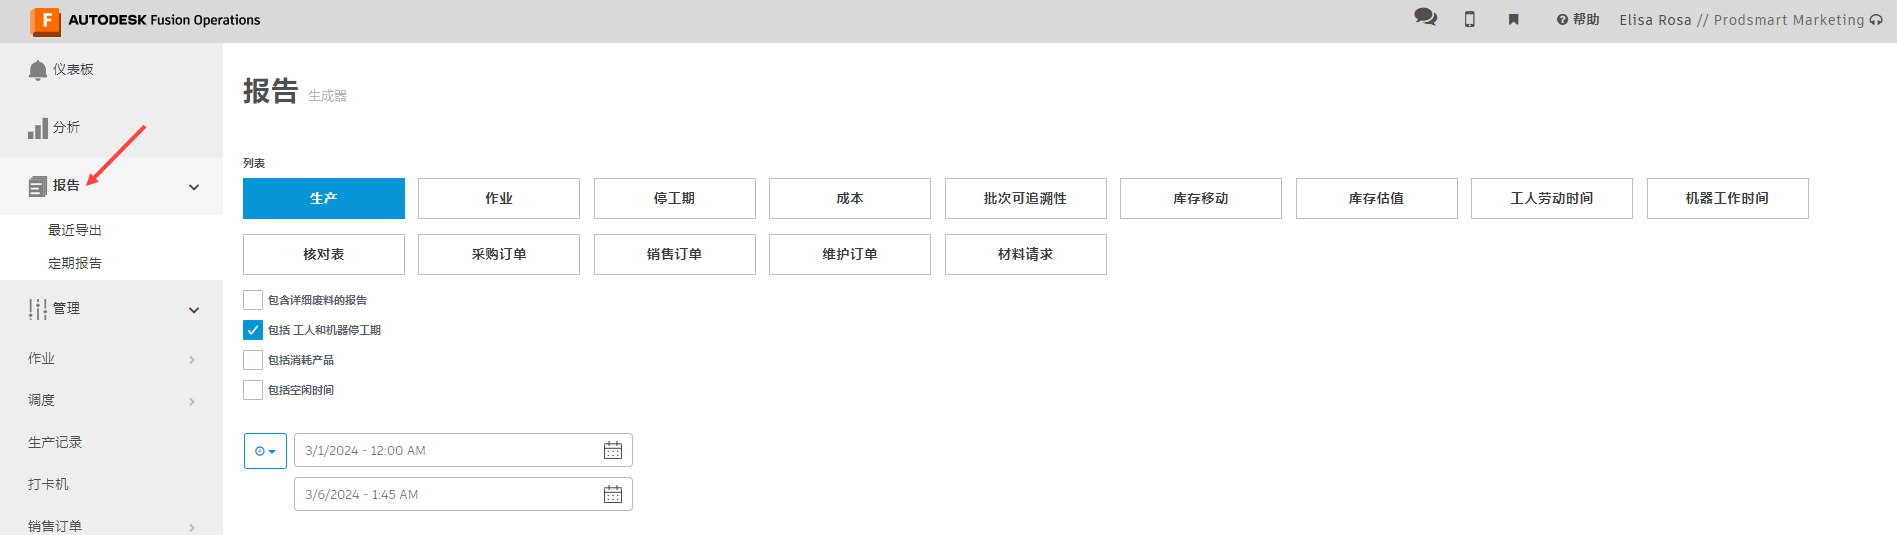 AUTODESK Fusion Operations
帮助 Elisa Rosa // Prodsmart Marketing
仪表板
分析
报告
最近导出
定期报告
管理
作业
调度
生产记录
打卡机
销售订单
报告 生成器
列表
生产 作业 停工期 成本 批次可追溯性 库存移动 库存估值 工人劳动时间 机器工作时间
核对表 采购订单 销售订单 维护订单 材料请求
包含详细废料的报告
包括 工人和机器停工期
包括消耗产品
包括空闲时间
3/1/2024 - 12:00 AM
3/6/2024 - 1:45 AM